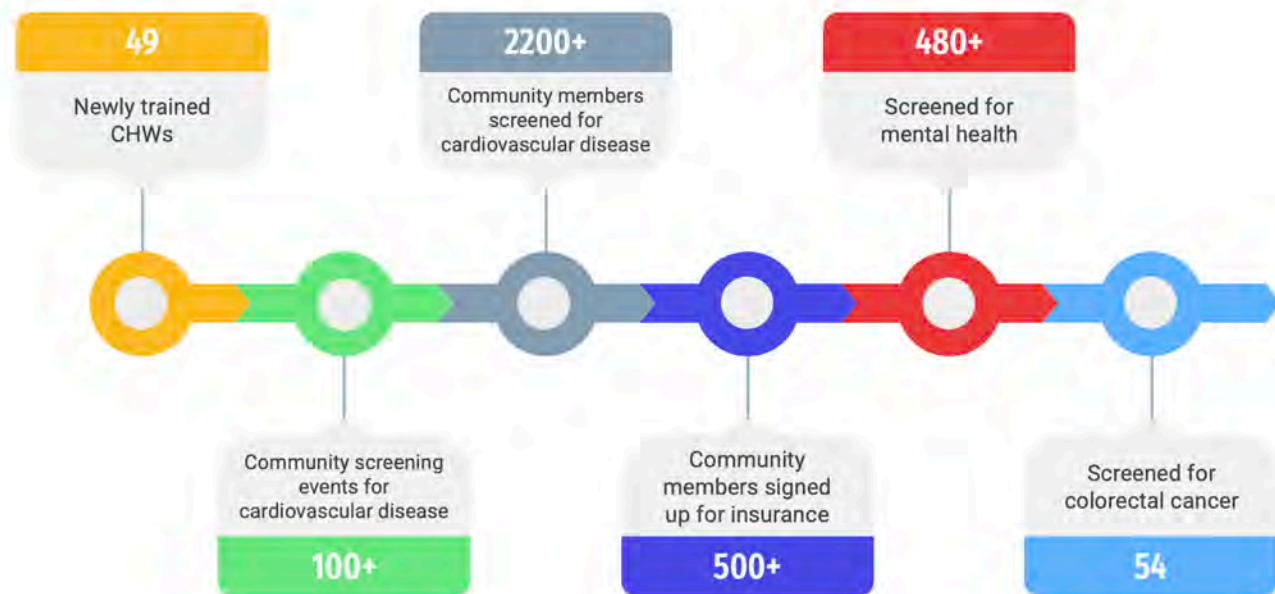 49
Newly trained
CHWs
2200+
Community members
screened for
cardiovascular disease
480+
Screened for
mental health
Community screening
events for
cardiovascular disease
100+
Community
members signed
up for insurance
500+
Screened for
colorectal cancer
54